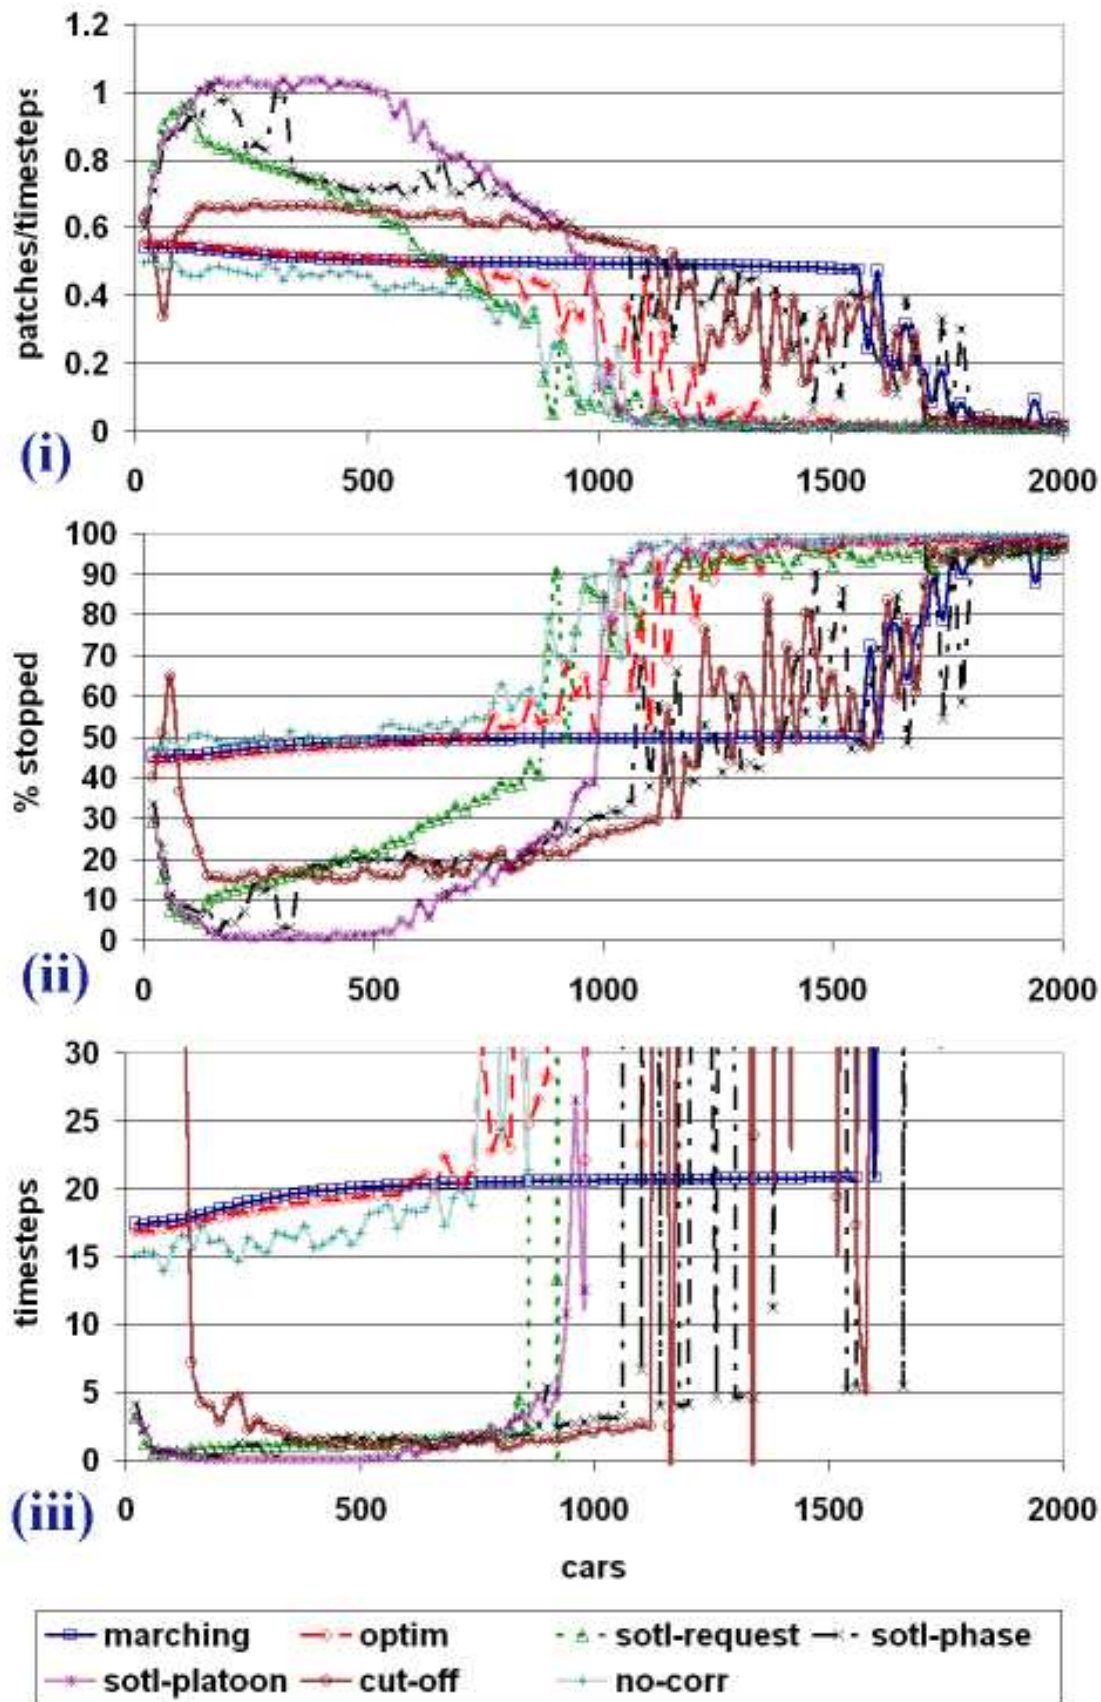 1.2
1
0.8
0.6
0.4
0.2
0
patches/timesteps
(i)
0 500 1000 1500 2000
100
90
80
70
60
50
40
30
20
10
0
% stopped
(ii)
0 500 1000 1500 2000
30
25
20
15
10
5
0
timesteps
(iii)
0 500 1000 1500 2000
cars
marching optim sotl-request sotl-phase
sotl-platoon cut-off no-corr